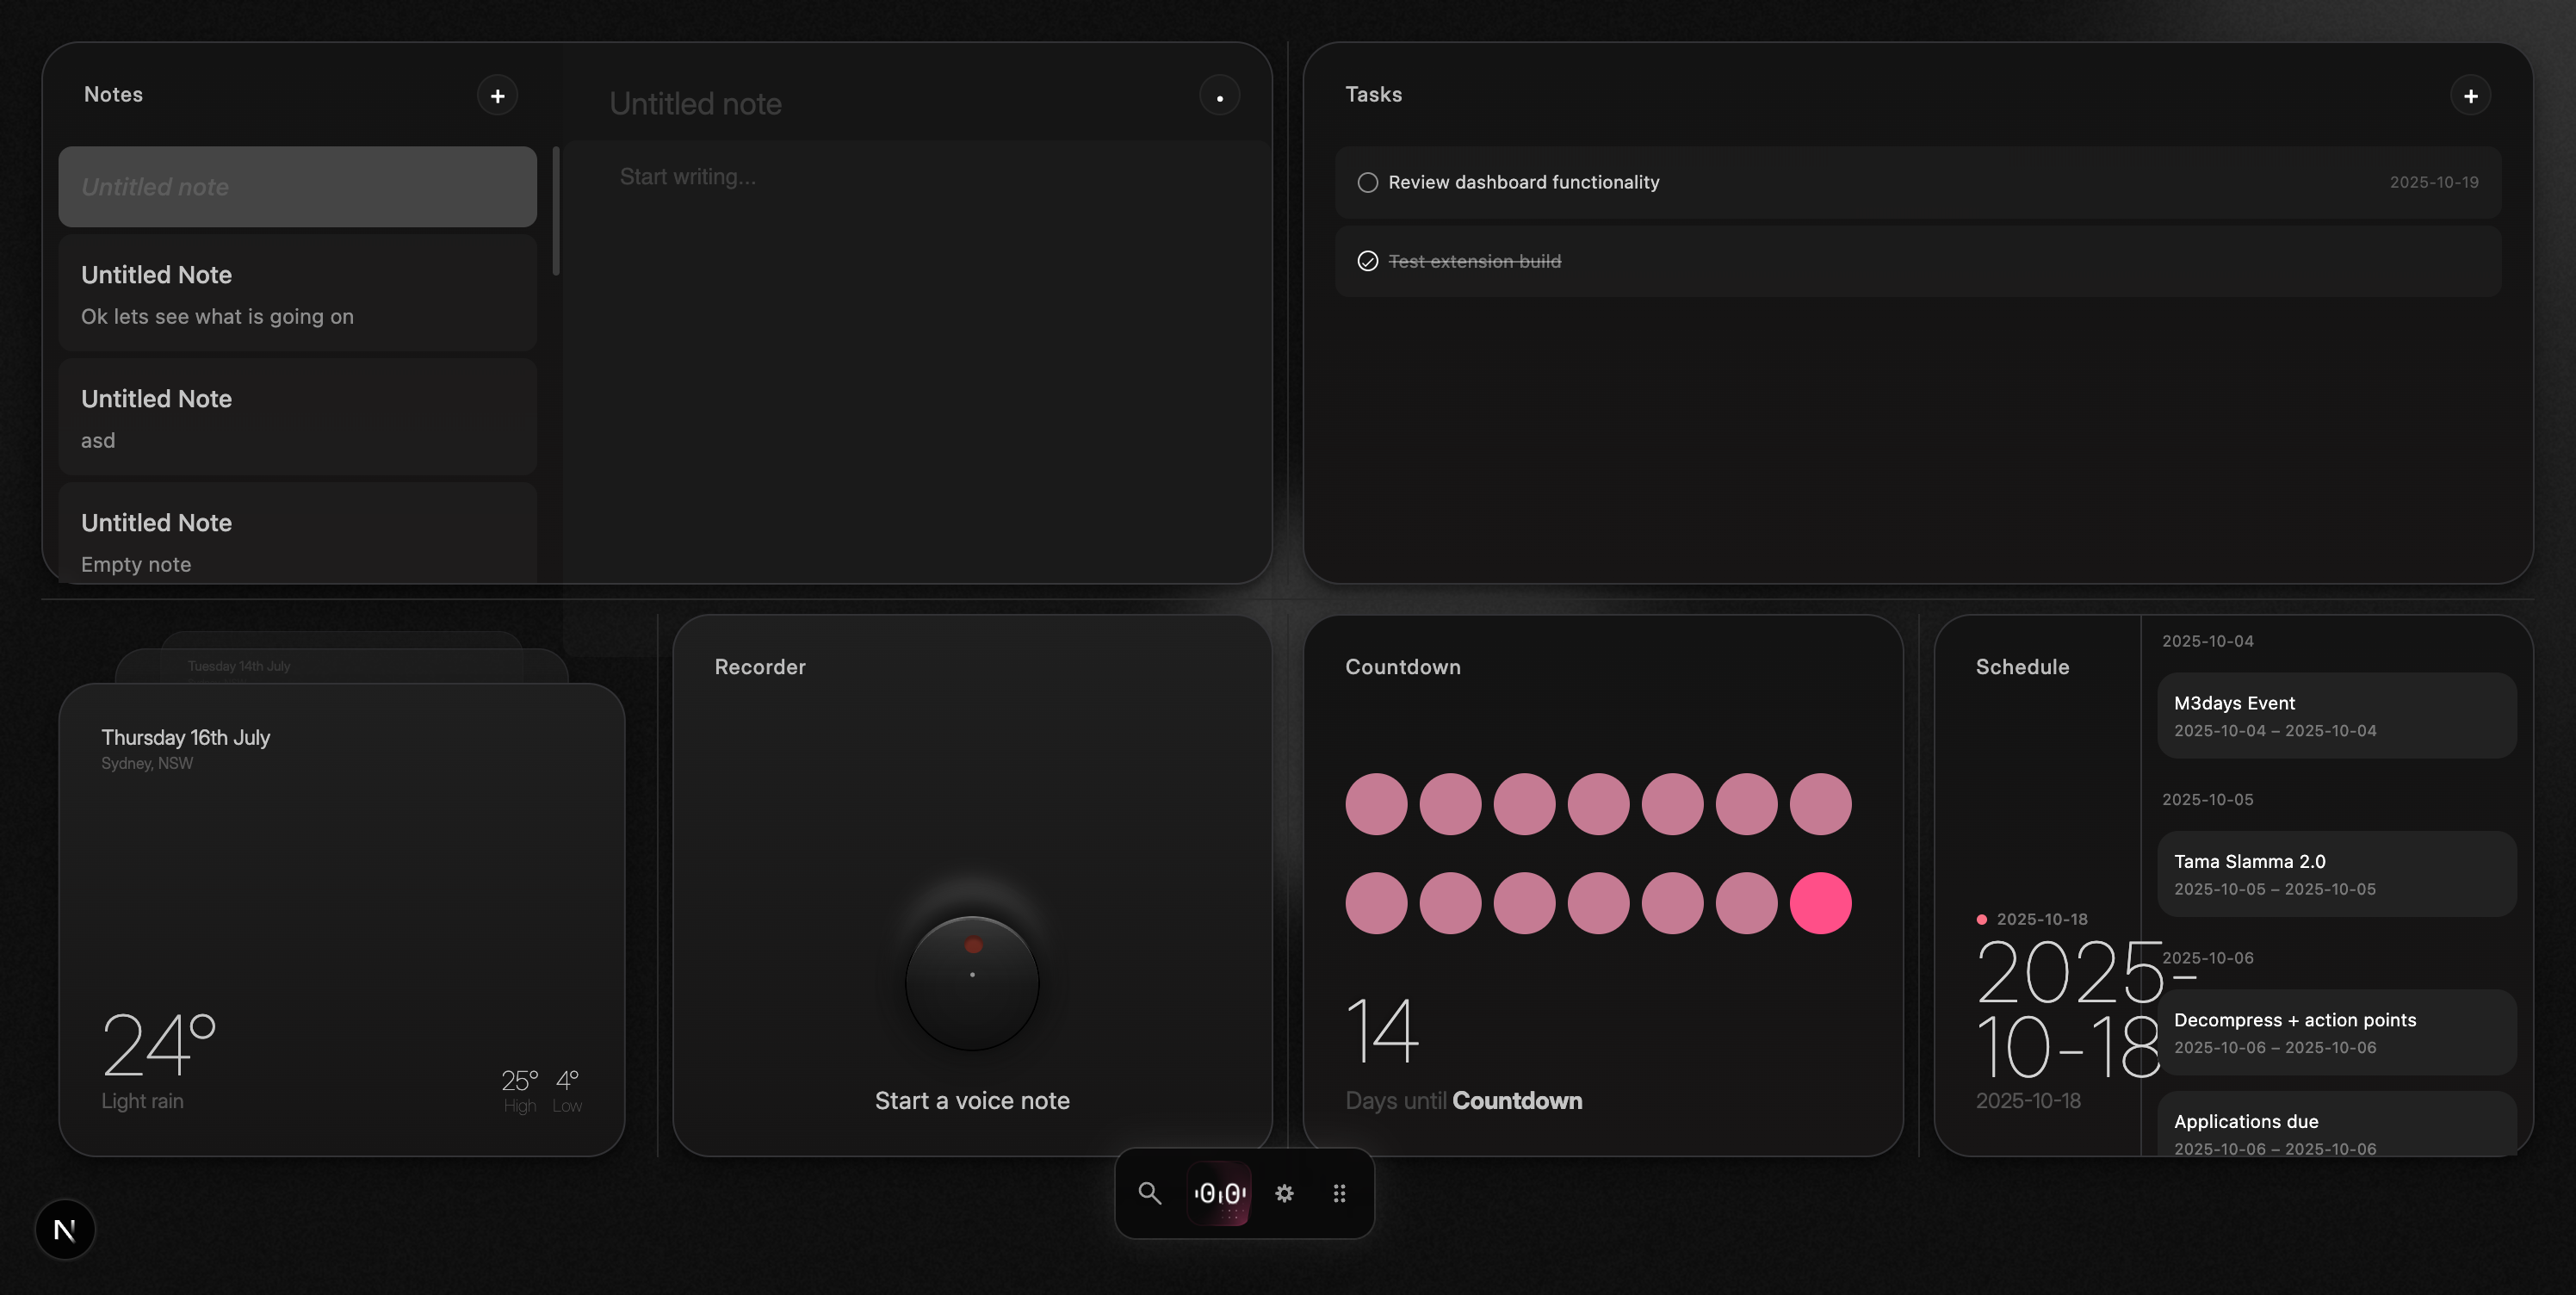 Notes
+
Untitled note
Untitled Note
Ok lets see what is going on
Untitled Note
asd
Untitled Note
Empty note
Untitled note
Start writing...
Tasks
+
Review dashboard functionality
2025-10-19
Test extension build
Tuesday 14th July
Thursday 16th July
Sydney, NSW
24°
Light rain
25° 4°
High Low
Recorder
Start a voice note
Countdown
14
Days until Countdown
Schedule
2025-10-18
2025-
10-18
2025-10-18
2025-10-04
M3days Event
2025-10-04 – 2025-10-04
2025-10-05
Tama Slamma 2.0
2025-10-05 – 2025-10-05
2025-10-06
Decompress + action points
2025-10-06 – 2025-10-06
Applications due
2025-10-06 – 2025-10-06
0 0
N